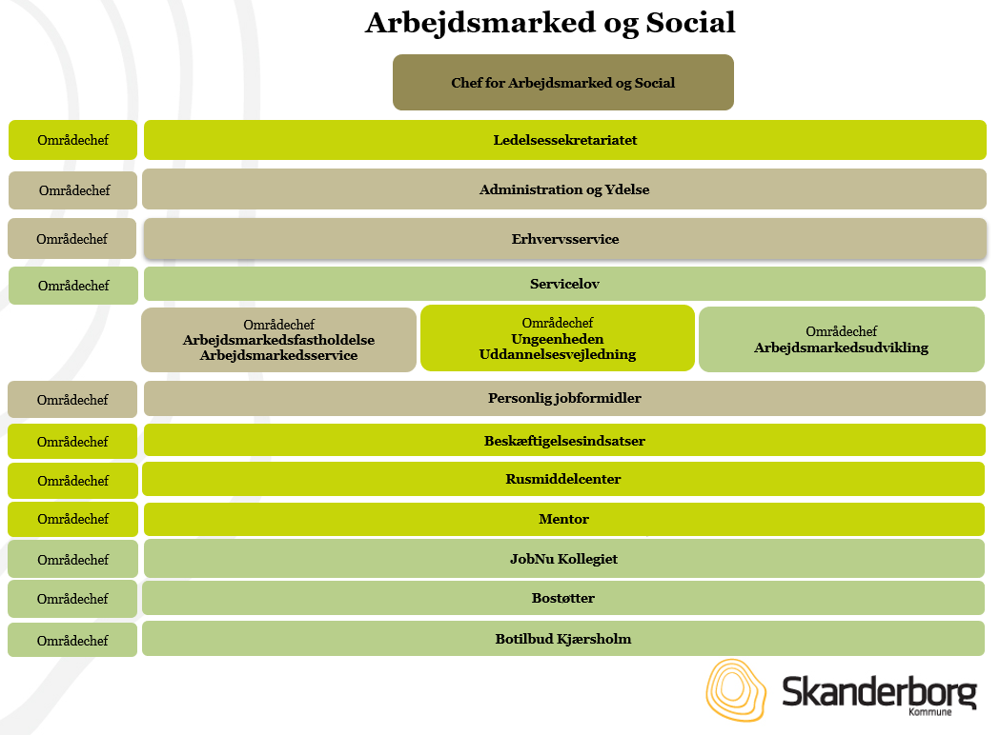 Arbejdsmarked og Social
Chef for Arbejdsmarked og Social
Områdechef
Ledelsessekretariatet
Områdechef
Administration og Ydelse
Områdechef
Erhvervsservice
Områdechef
Servicelov
Områdechef
Arbejdsmarkedsfastholdelse
Arbejdsmarkedsservice
Områdechef
Ungeenheden
Uddannelsesvejledning
Områdechef
Arbejdsmarkedsudvikling
Områdechef
Personlig jobformidler
Områdechef
Beskæftigelsesindsatser
Områdechef
Rusmiddelcenter
Områdechef
Mentor
Områdechef
JobNu Kollegiet
Områdechef
Bostøtter
Områdechef
Botilbud Kjærsholm
Skanderborg
Kommune